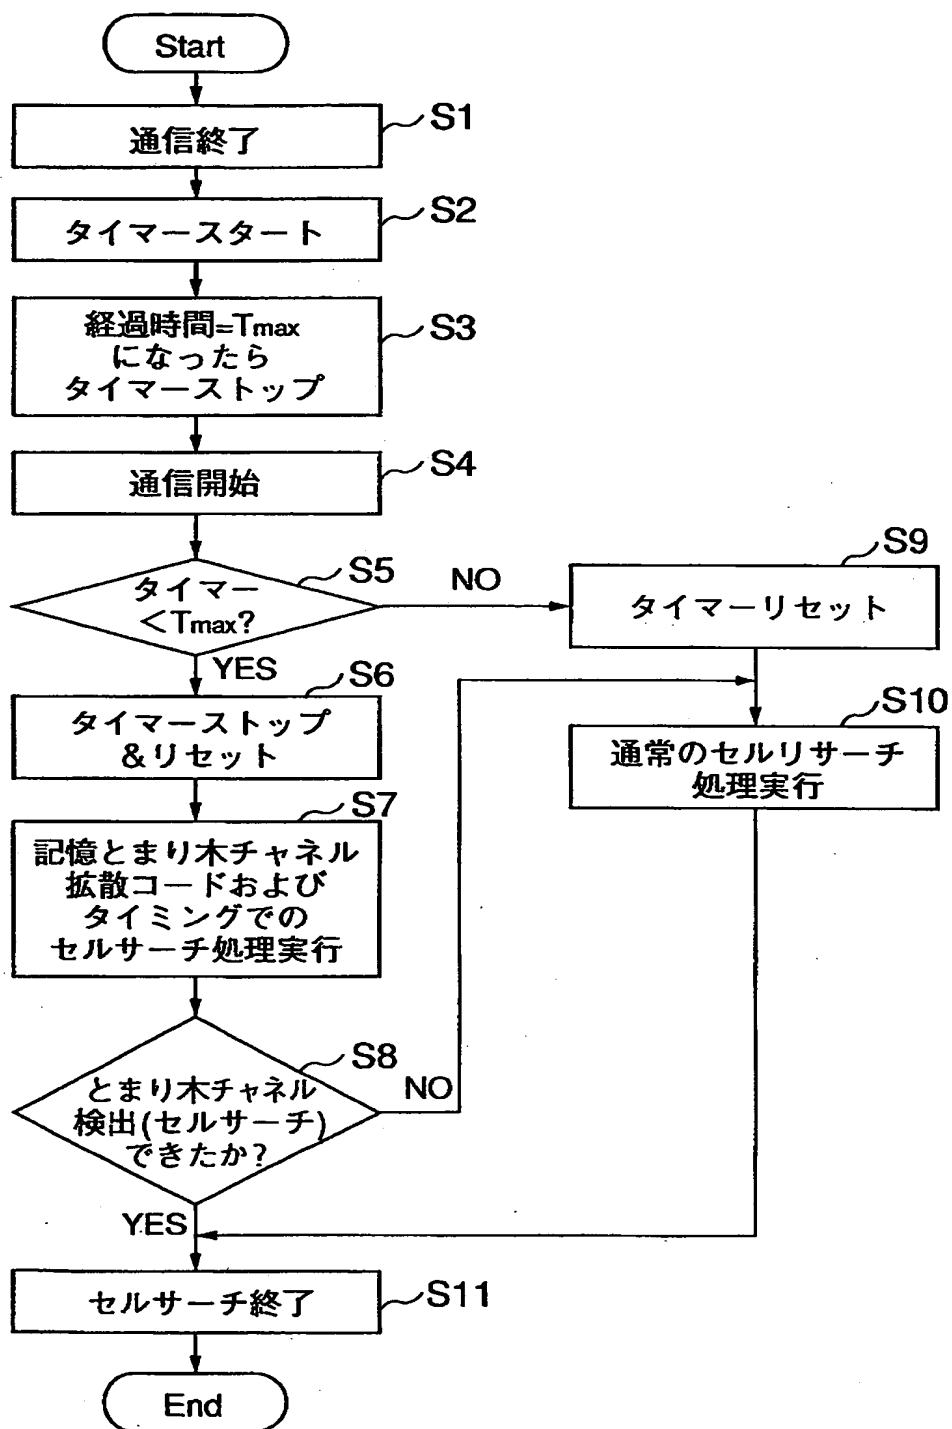 Start
通信終了
S1
タイマースタート
S2
経過時間=Tmax
になったら
タイマーストップ
S3
通信開始
S4
タイマー
<Tmax?
S5
NO
YES
タイマーリセット
S9
タイマーストップ
&リセット
S6
通常のセルリサーチ
処理実行
S10
記憶とまり木チャネル
拡散コードおよび
タイミングでの
セルサーチ処理実行
S7
とまり木チャネル
検出(セルサーチ)
できたか?
S8
NO
YES
セルサーチ終了
S11
End